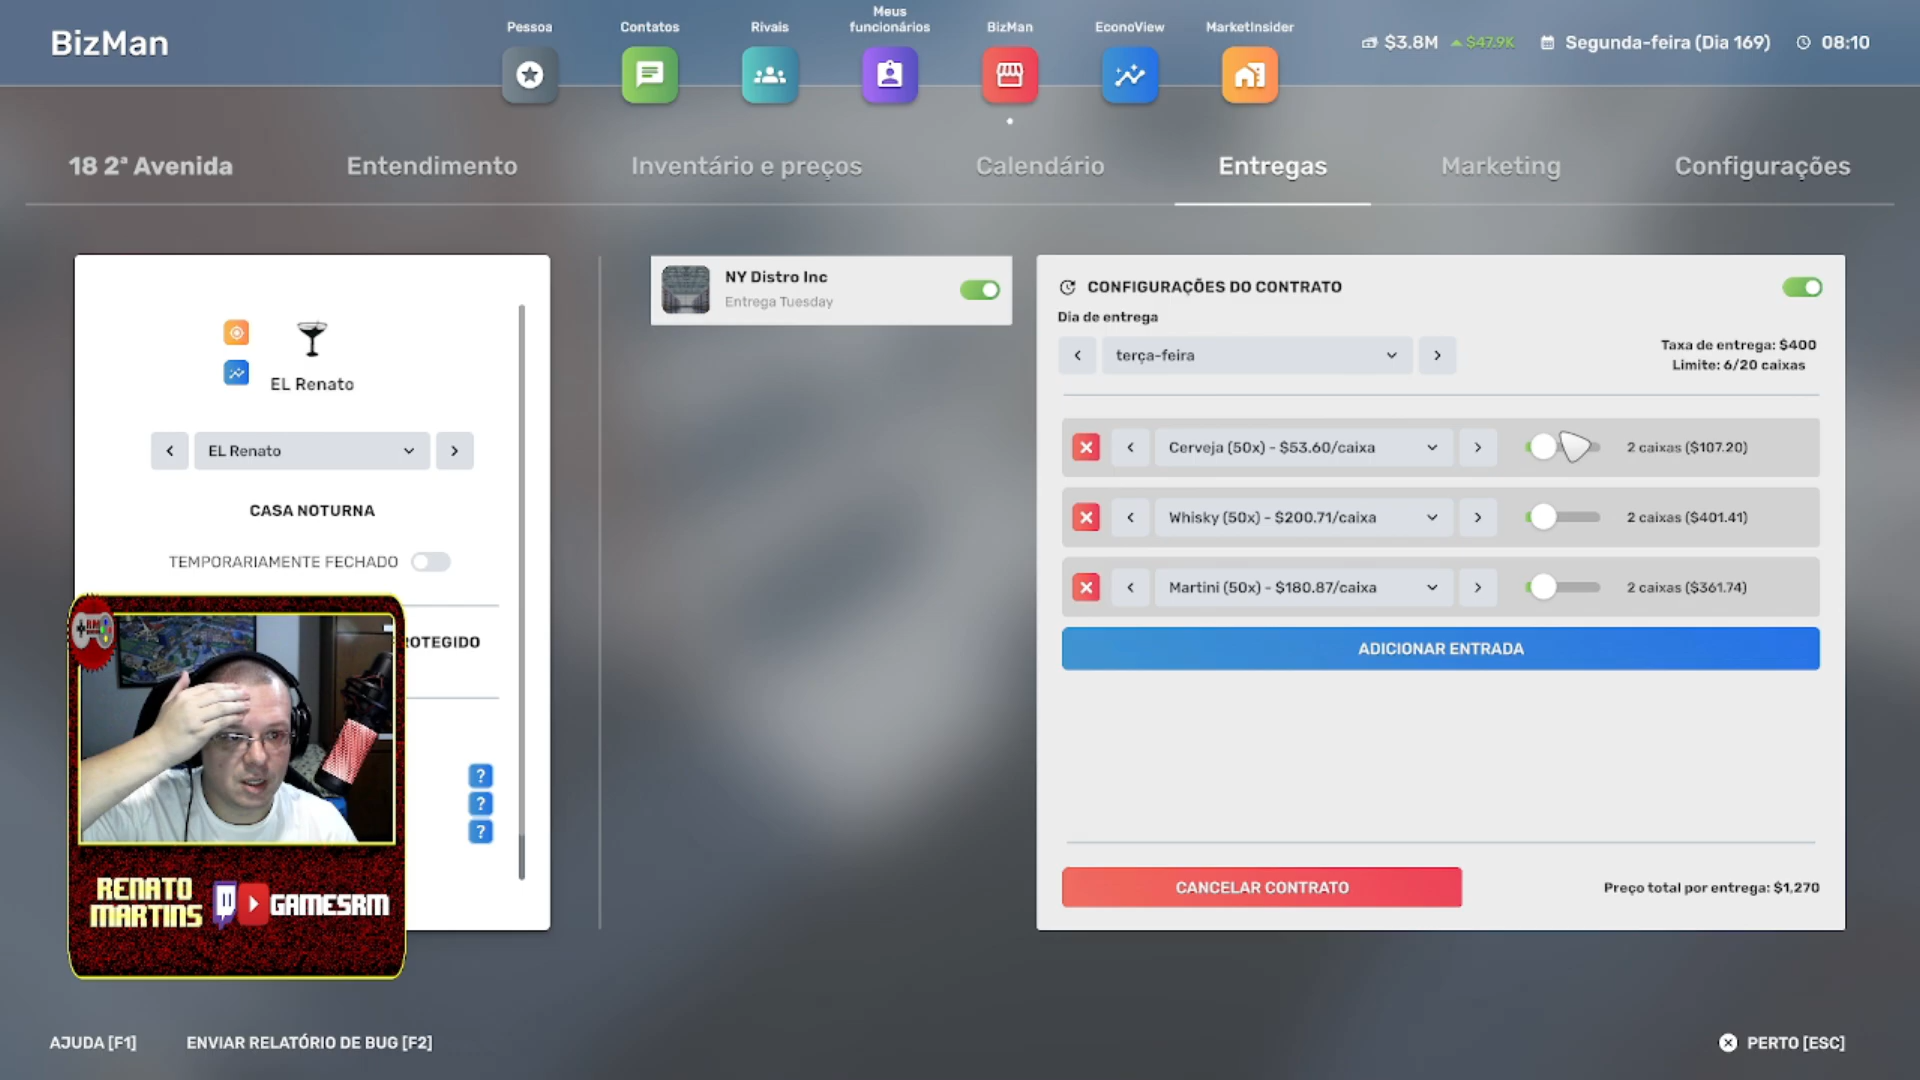 BizMan
Pessoa
Contatos
Rivais
Meus
funcionários
BizMan
EconoView
MarketInsider
$3.8M
$47.9K
Segunda-feira (Dia 169)
08:10
18 2ª Avenida
Entendimento
Inventário e preços
Calendário
Entregas
Marketing
Configurações
EL Renato
EL Renato
CASA NOTURNA
TEMPORARIAMENTE FECHADO
ROTEGIDO
?
?
?
RENATO
MARTINS
GAMESRM
NY Distro Inc
Entrega Tuesday
CONFIGURAÇÕES DO CONTRATO
Dia de entrega
terça-feira
Taxa de entrega: $400
Limite: 6/20 caixas
Cerveja (50x) - $53.60/caixa
2 caixas ($107.20)
Whisky (50x) - $200.71/caixa
2 caixas ($401.41)
Martini (50x) - $180.87/caixa
2 caixas ($361.74)
ADICIONAR ENTRADA
CANCELAR CONTRATO
Preço total por entrega: $1,270
AJUDA [F1]
ENVIAR RELATÓRIO DE BUG [F2]
PERTO [ESC]